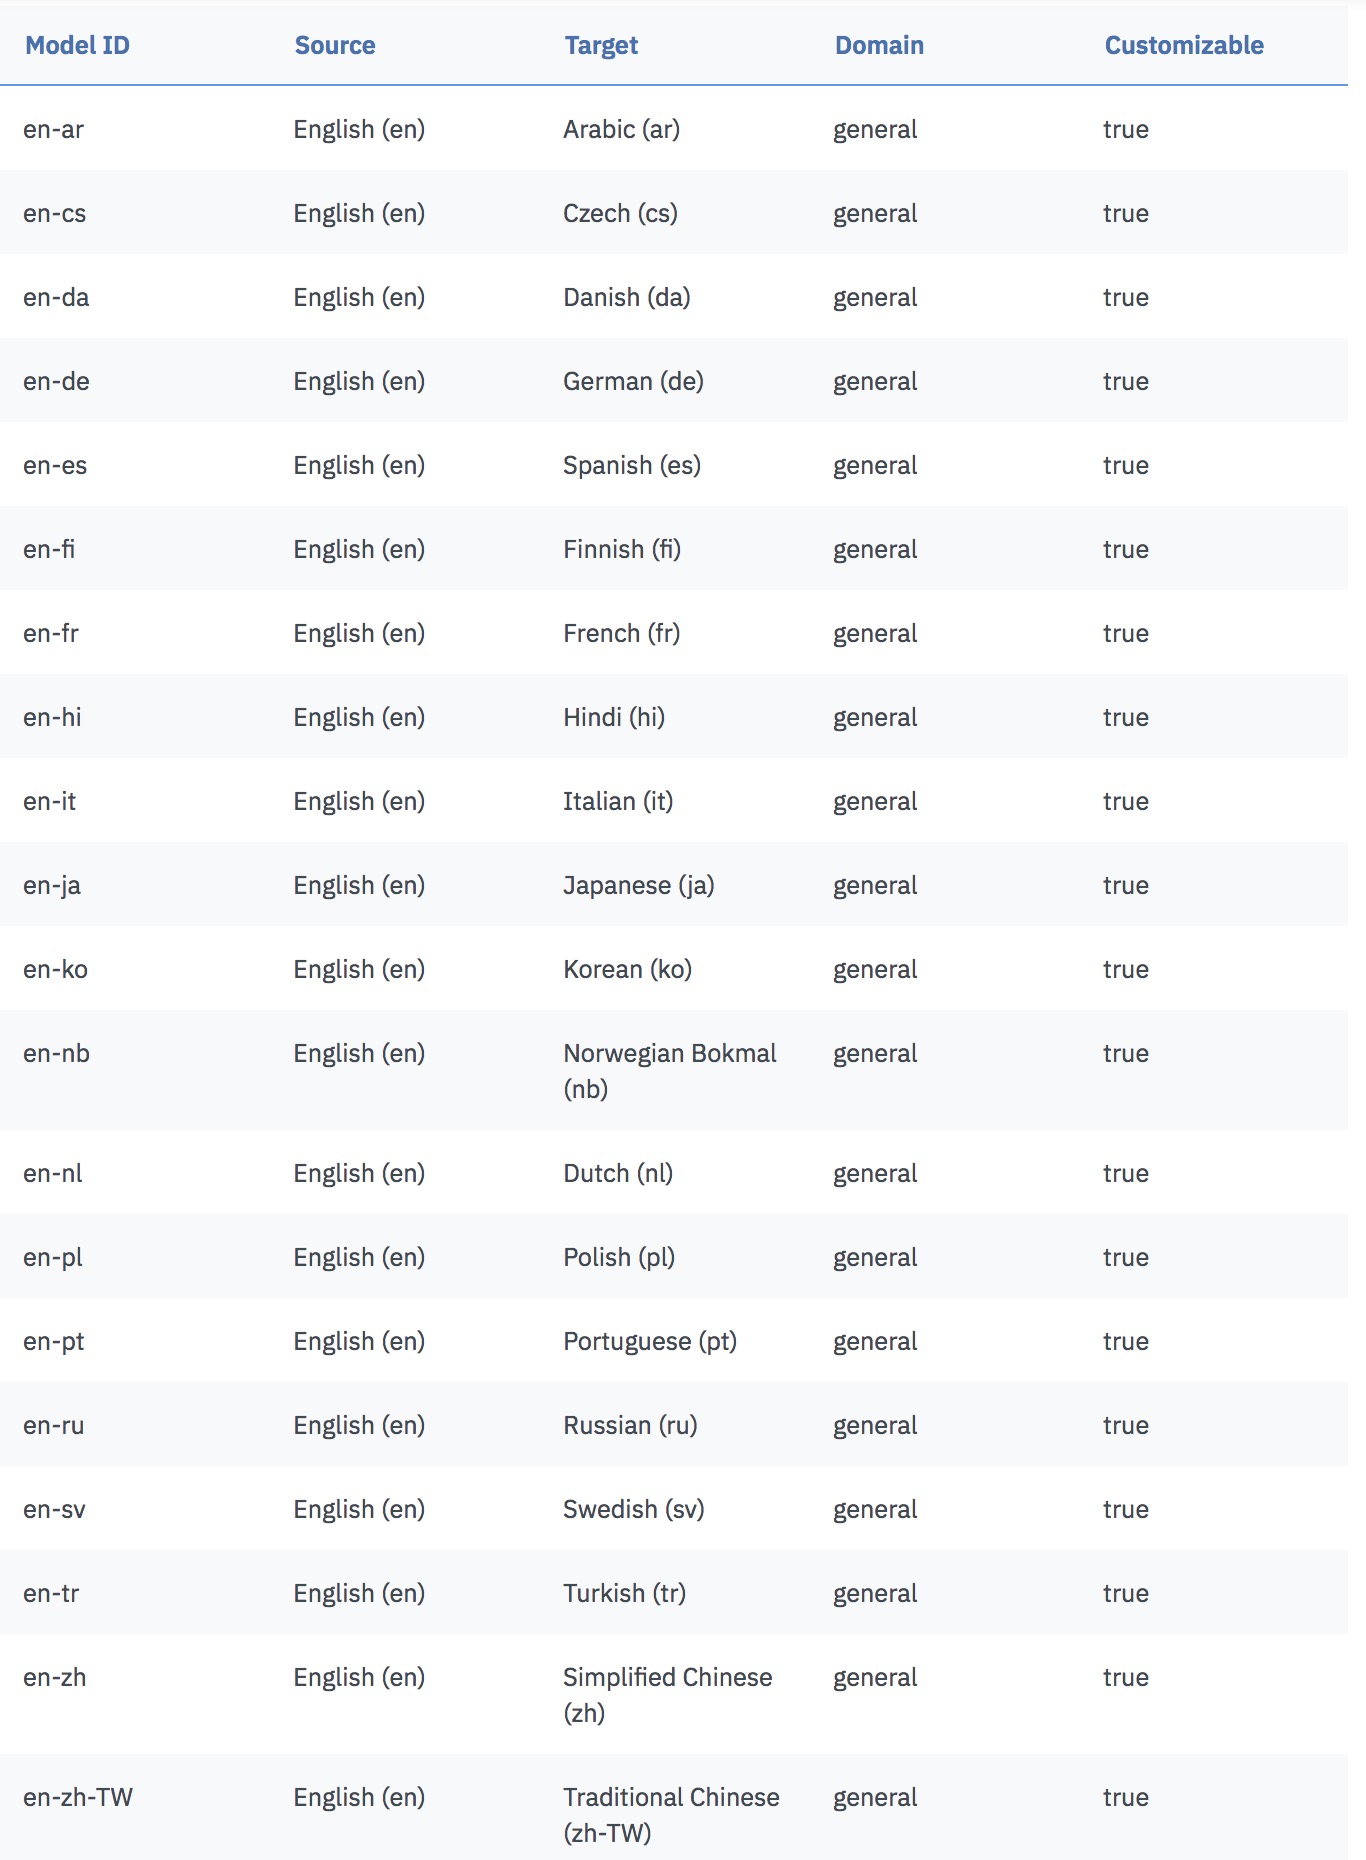 Model ID Source Target Domain Customizable
en-ar English (en) Arabic (ar) general true
en-cs English (en) Czech (cs) general true
en-da English (en) Danish (da) general true
en-de English (en) German (de) general true
en-es English (en) Spanish (es) general true
en-fi English (en) Finnish (fi) general true
en-fr English (en) French (fr) general true
en-hi English (en) Hindi (hi) general true
en-it English (en) Italian (it) general true
en-ja English (en) Japanese (ja) general true
en-ko English (en) Korean (ko) general true
en-nb English (en) Norwegian Bokmal general true
(nb)
en-nl English (en) Dutch (nl) general true
en-pl English (en) Polish (pl) general true
en-pt English (en) Portuguese (pt) general true
en-ru English (en) Russian (ru) general true
en-sv English (en) Swedish (sv) general true
en-tr English (en) Turkish (tr) general true
en-zh English (en) Simplified Chinese general true
(zh)
en-zh-TW English (en) Traditional Chinese general true
(zh-TW)